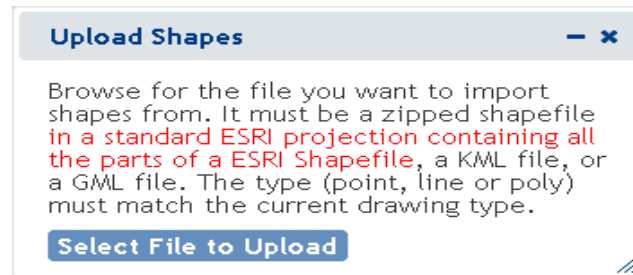 Upload Shapes
Browse for the file you want to import
shapes from. It must be a zipped shapefile
in a standard ESRI projection containing all
the parts of a ESRI Shapefile, a KML file, or
a GML file. The type (point, line or poly)
must match the current drawing type.
Select File to Upload